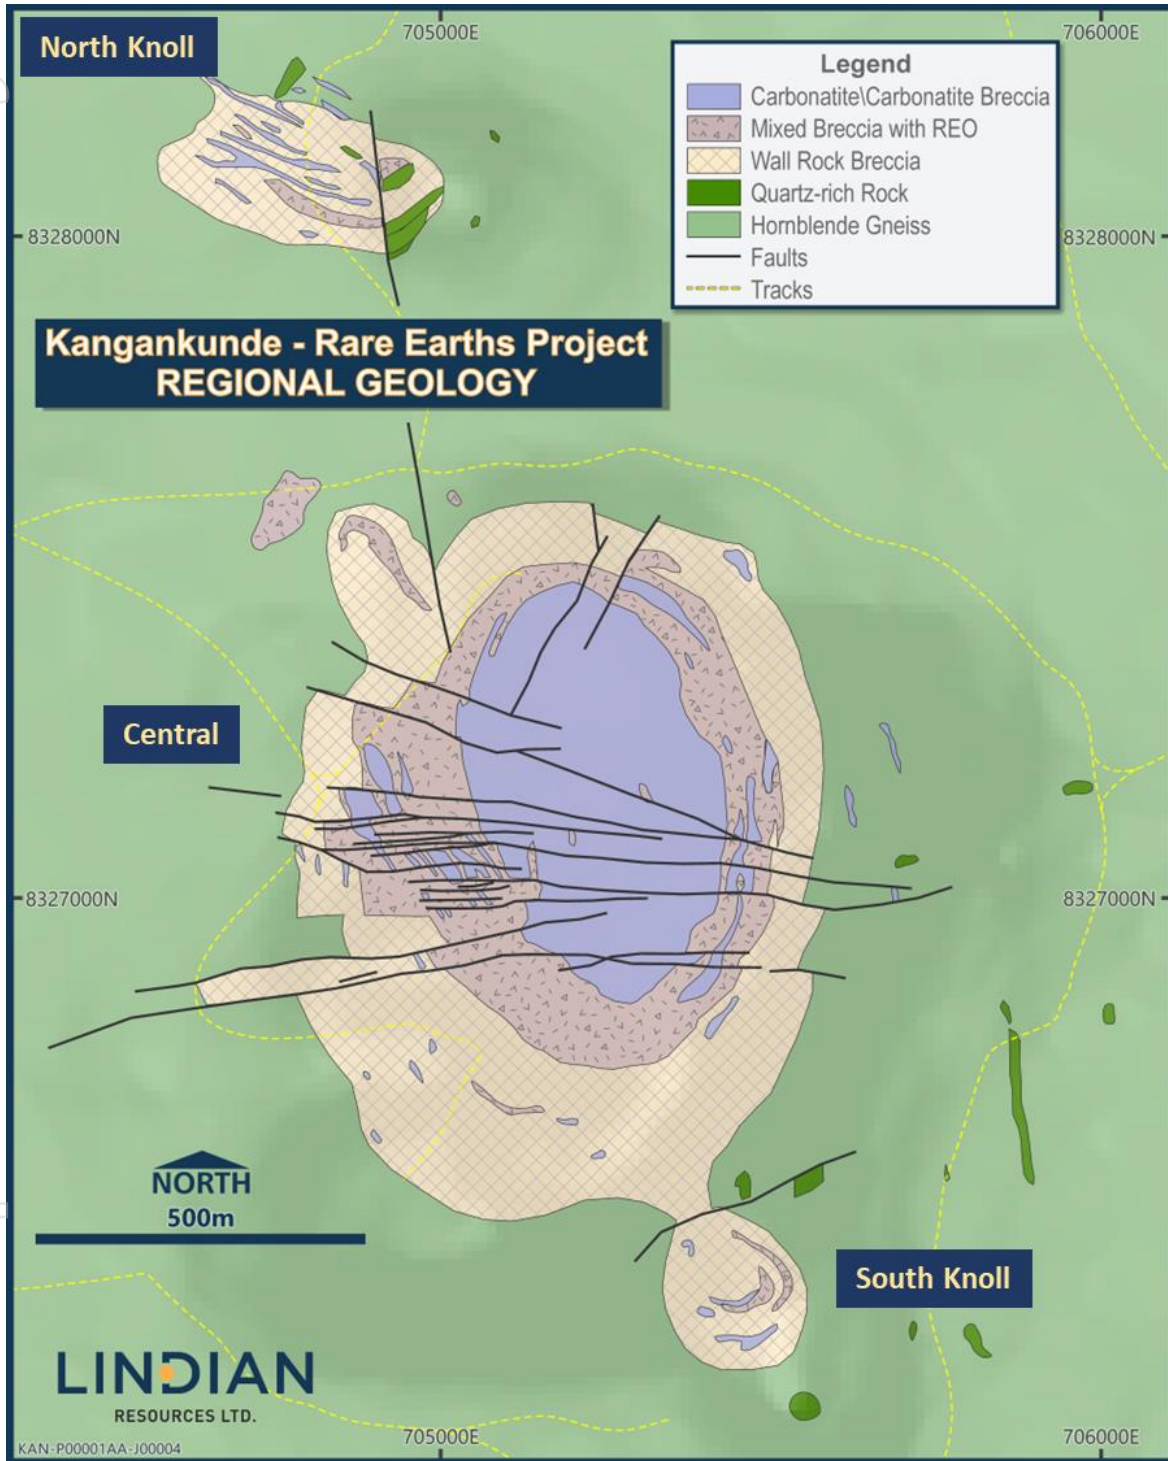 705000E
706000E
North Knoll
Legend
Carbonatite\Carbonatite Breccia
Mixed Breccia with REO
Wall Rock Breccia
Quartz-rich Rock
Hornblende Gneiss
Faults
Tracks
8328000N
8328000N
Kangankunde - Rare Earths Project
REGIONAL GEOLOGY
Central
8327000N
8327000N
NORTH
500m
South Knoll
LINDIAN
RESOURCES LTD.
KAN-P00001AA-J00004
705000E
706000E